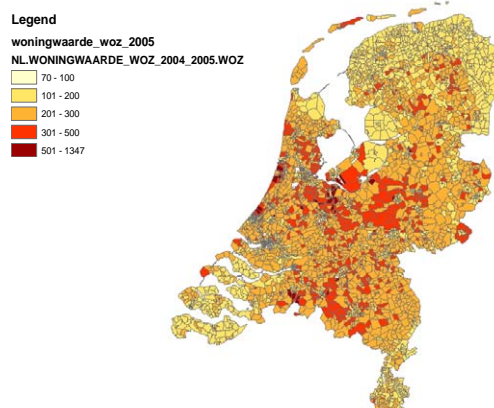 Legend
woningwaarde_woz_2005
NL.WONINGWAARDE_WOZ_2004_2005.WOZ
70 - 100
101 - 200
201 - 300
301 - 500
501 - 1347